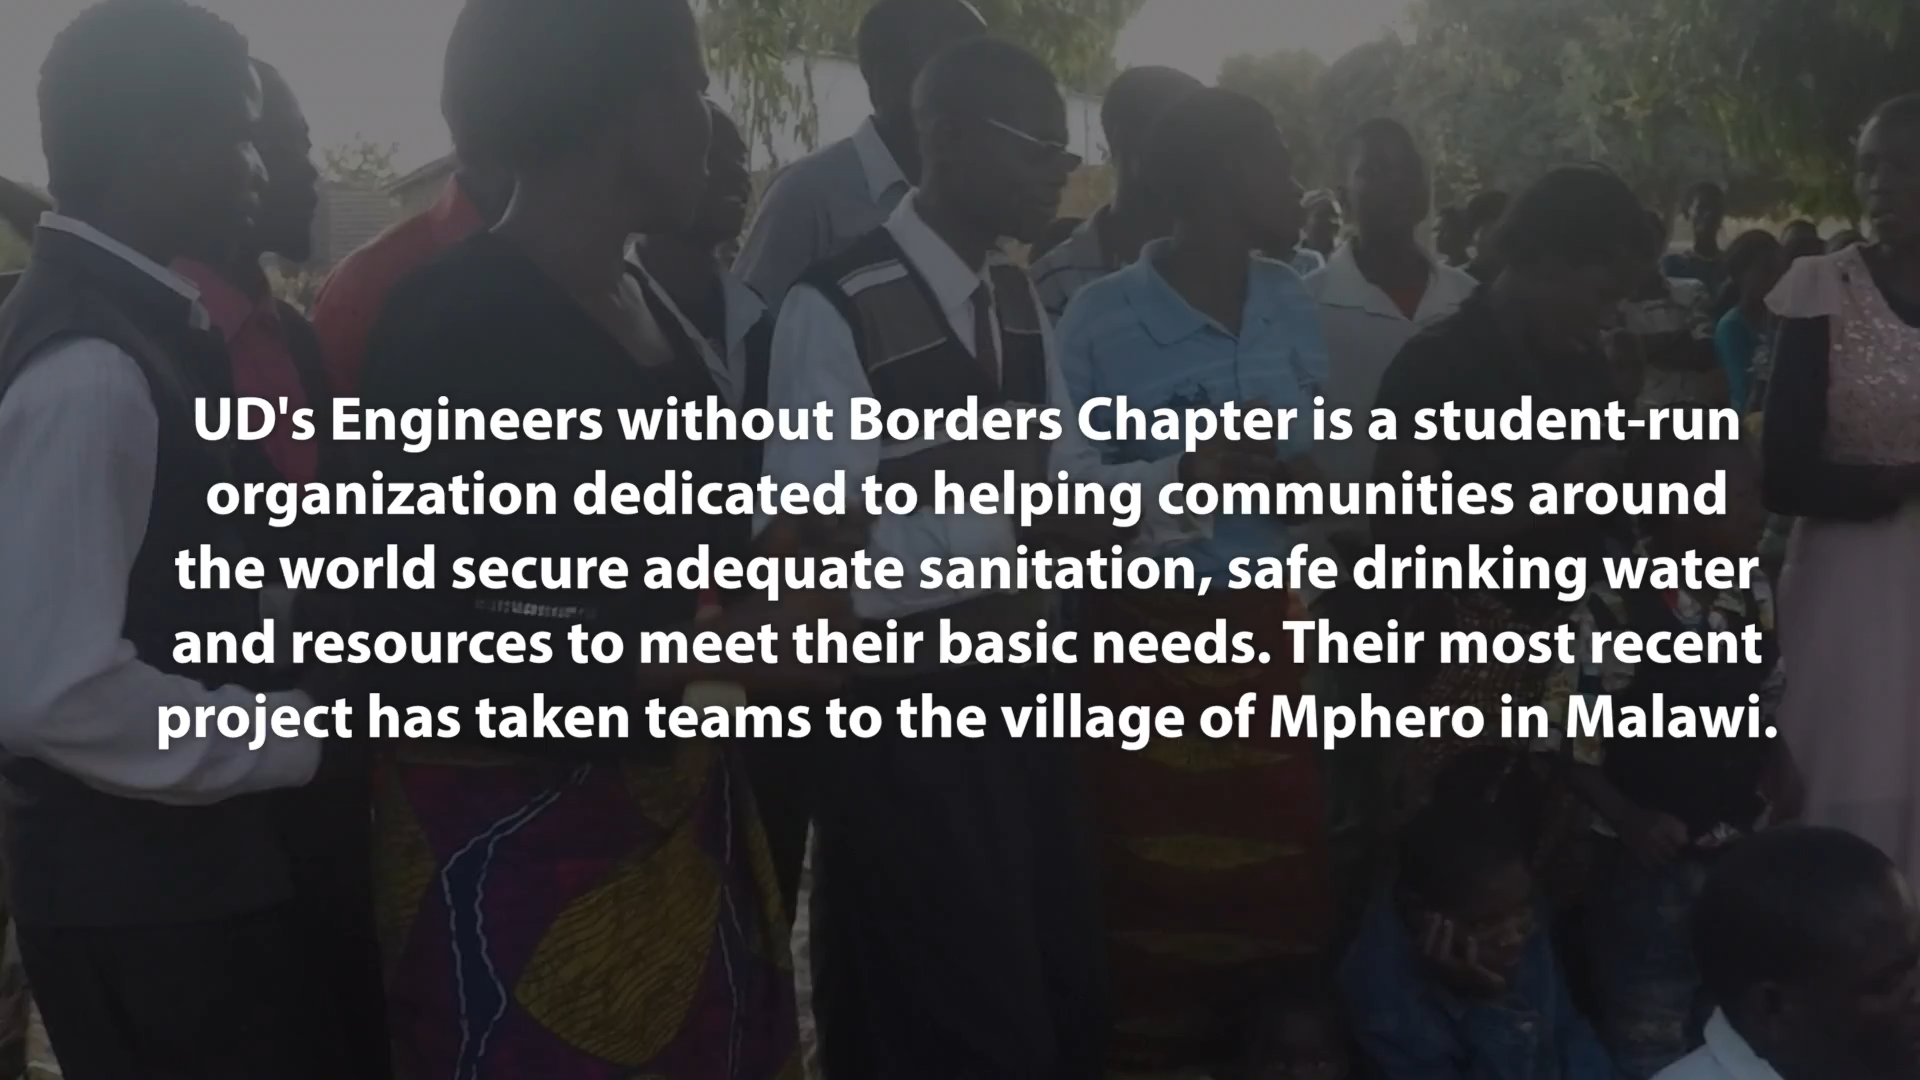 UD's Engineers without Borders Chapter is a student-run
organization dedicated to helping communities around
the world secure adequate sanitation, safe drinking water
and resources to meet their basic needs. Their most recent
project has taken teams to the village of Mphero in Malawi.